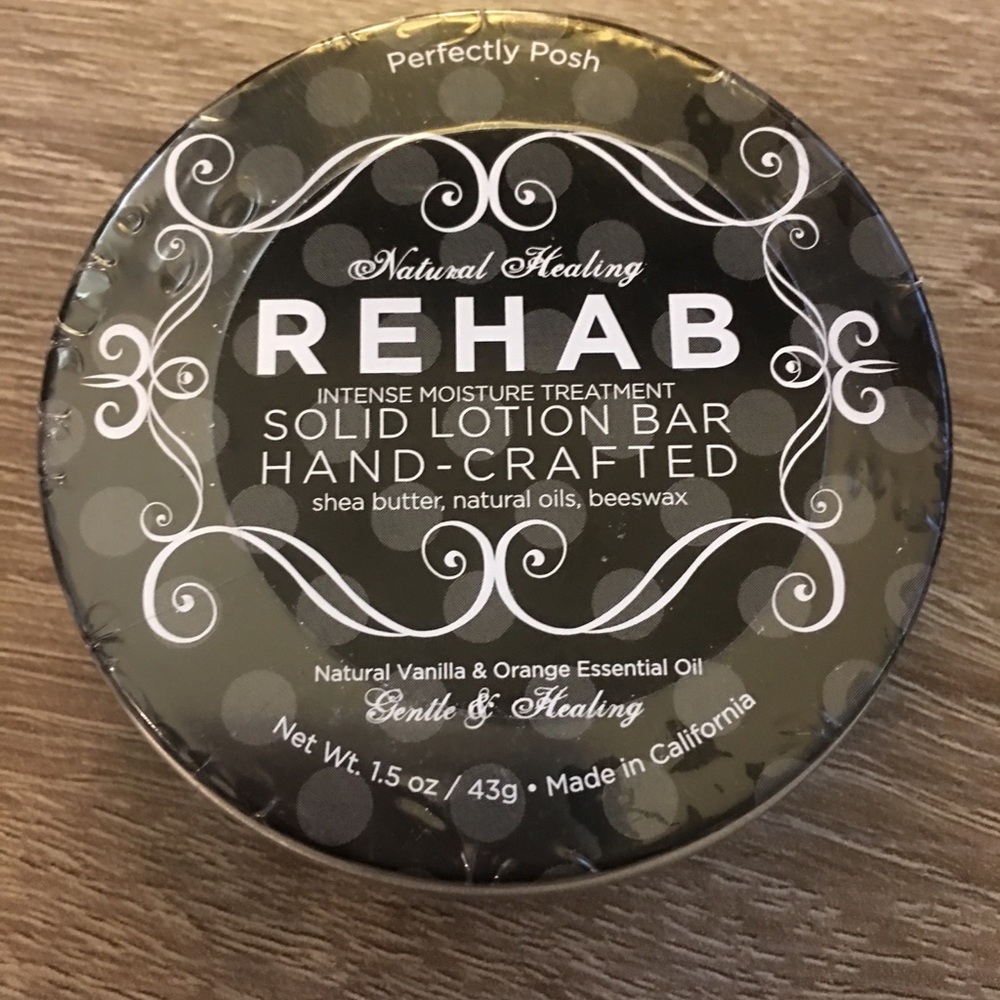 Perfectly Posh
Natural Healing
REHAB
INTENSE MOISTURE TREATMENT
SOLID LOTION BAR
HAND-CRAFTED
shea butter, natural oils, beeswax
Natural Vanilla & Orange Essential Oil
Gentle & Healing
Net Wt. 1.5 oz / 43g • Made in California